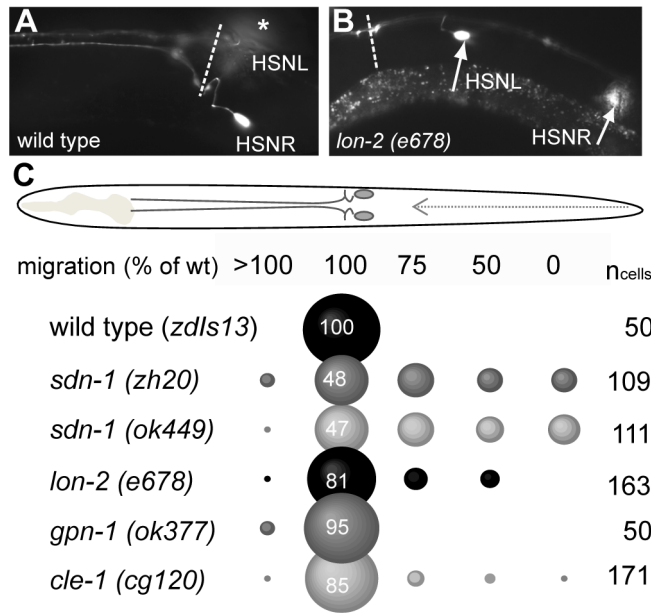 A
*
HSNL
wild type
HSNR
B
HSNL
HSNR
lon-2 (e678)
C
migration (% of wt) >100 100 75 50 0 ncells
wild type (zdIs13) 100 50
sdn-1 (zh20) 48 109
sdn-1 (ok449) 47 111
lon-2 (e678) 81 163
gpn-1 (ok377) 95 50
cle-1 (cg120) 85 171